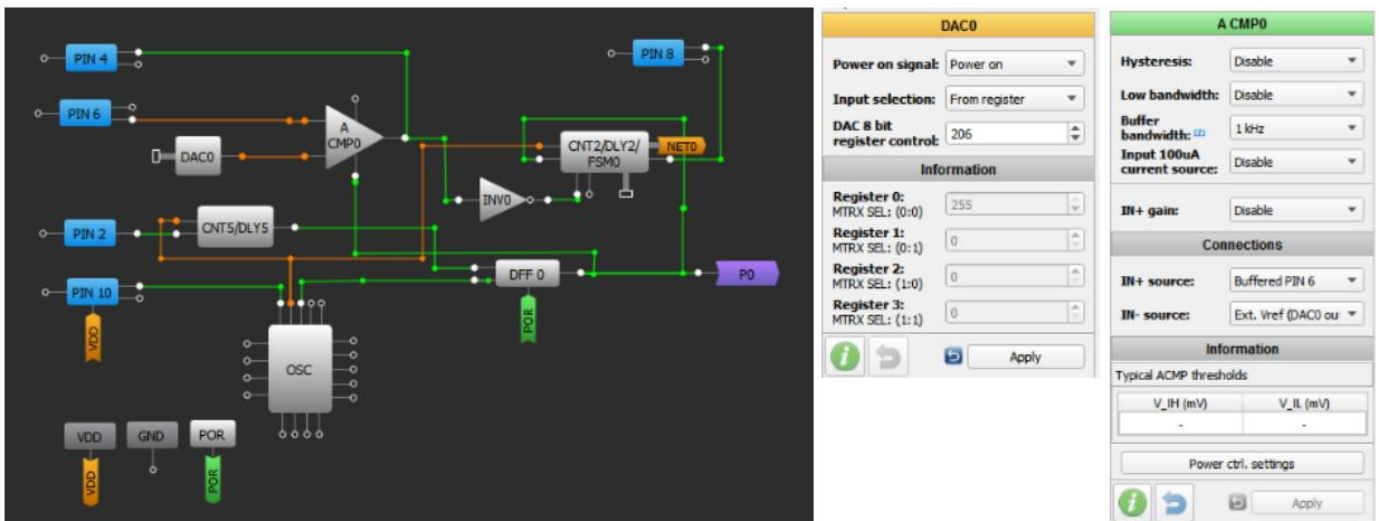 PIN 4
PIN 6
DAC0
A
CMP0
PIN 8
CNT2/DLY2/
FSM0
NET0
INV0
PIN 2
CNT5/DLY5
PIN 10
VDD
OSC
DFF 0
POR
P0
VDD
GND
POR
VDD
POR
DAC0
Power on signal: Power on
Input selection: From register
DAC 8 bit
register control: 206
Information
Register 0:
MTRX SEL: (0:0) 255
Register 1:
MTRX SEL: (0:1) 0
Register 2:
MTRX SEL: (1:0) 0
Register 3:
MTRX SEL: (1:1) 0
Apply
A CMP0
Hysteresis: Disable
Low bandwidth: Disable
Buffer
bandwidth: 1 kHz
Input 100uA
current source: Disable
IN+ gain: Disable
Connections
IN+ source: Buffered PIN 6
IN- source: Ext. Vref (DAC0 ou
Information
Typical ACMP thresholds
V_IH (mV) V_IL (mV)
- -
Power ctrl. settings
Apply